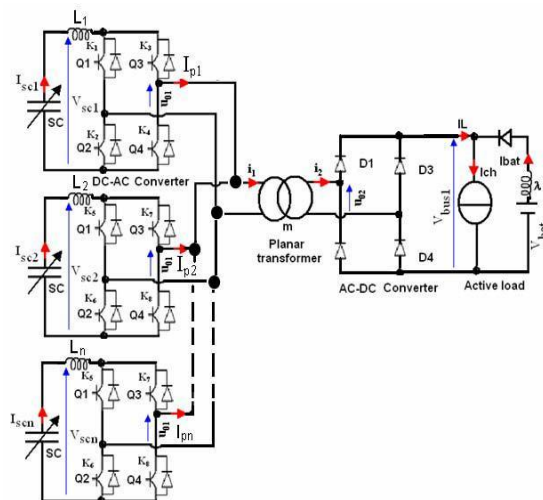 L1
K1 K3
Q1 Q3
Ip1
Isc1
Vsc1
u01
SC
K2 K4
Q2 Q4
DC-AC Converter
L2
K5 K7
Q1 Q3
Ip2
Isc2
Vsc2
u01
SC
K6 K8
Q2 Q4
Ln
K5 K7
Q1 Q3
Ipn
Iscn
Vscn
u01
SC
K6 K8
Q2 Q4
i1 i2
m
Planar
transformer
D1 D3
u02
D4
AC-DC Converter
IL
Vbus1
Ich
Active load
Ibat
λ
Vbat